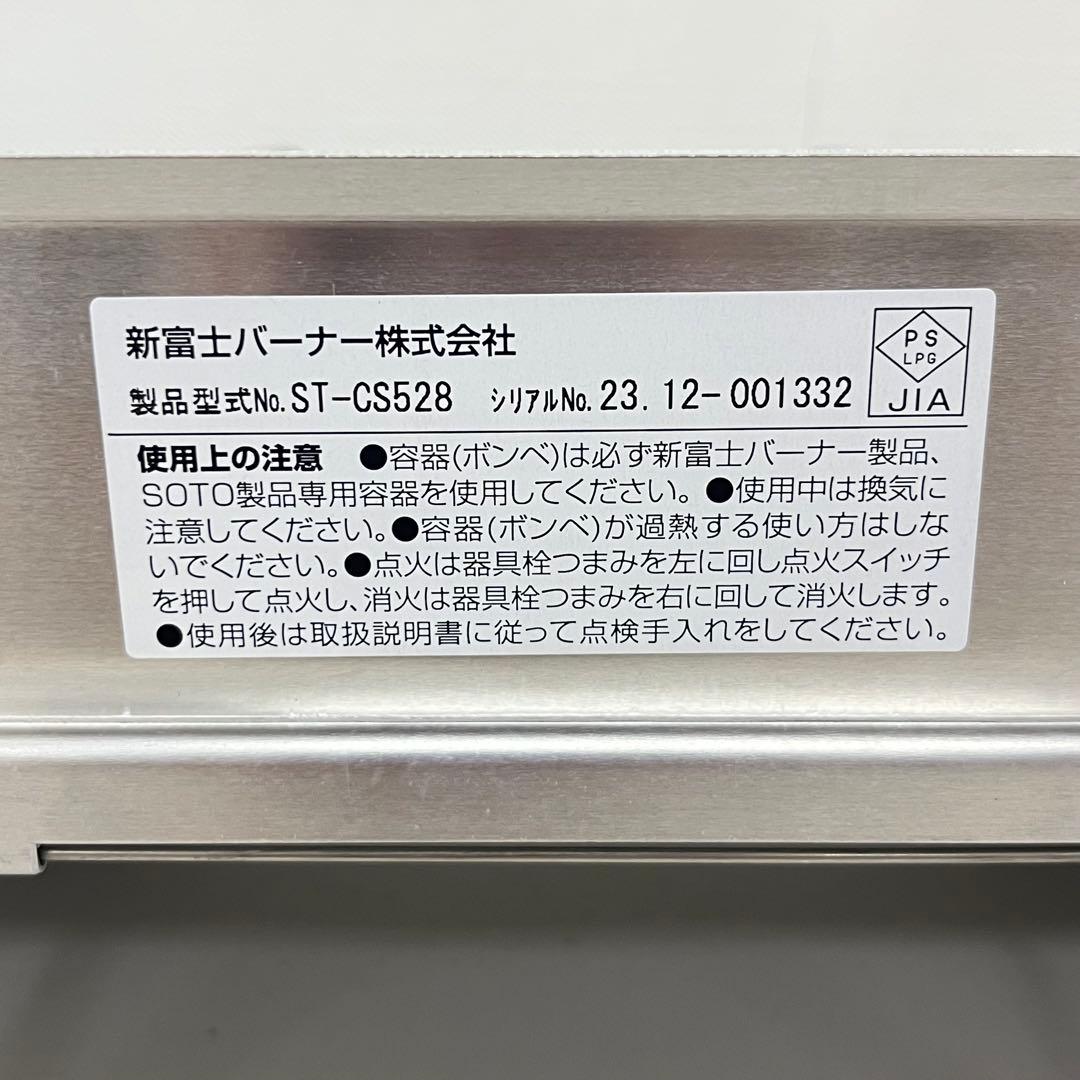 新富士バーナー株式会社
製品型式No. ST-CS528 シリアルNo. 23. 12-001332
PS
LPG
JIA
使用上の注意 ●容器(ボンベ)は必ず新富士バーナー製品、
SOTO製品専用容器を使用してください。●使用中は換気に
注意してください。●容器(ボンベ)が過熱する使い方はしな
いでください。●点火は器具栓つまみを左に回し点火スイッチ
を押して点火し、消火は器具栓つまみを右に回して消火します。
●使用後は取扱説明書に従って点検手入れをしてください。